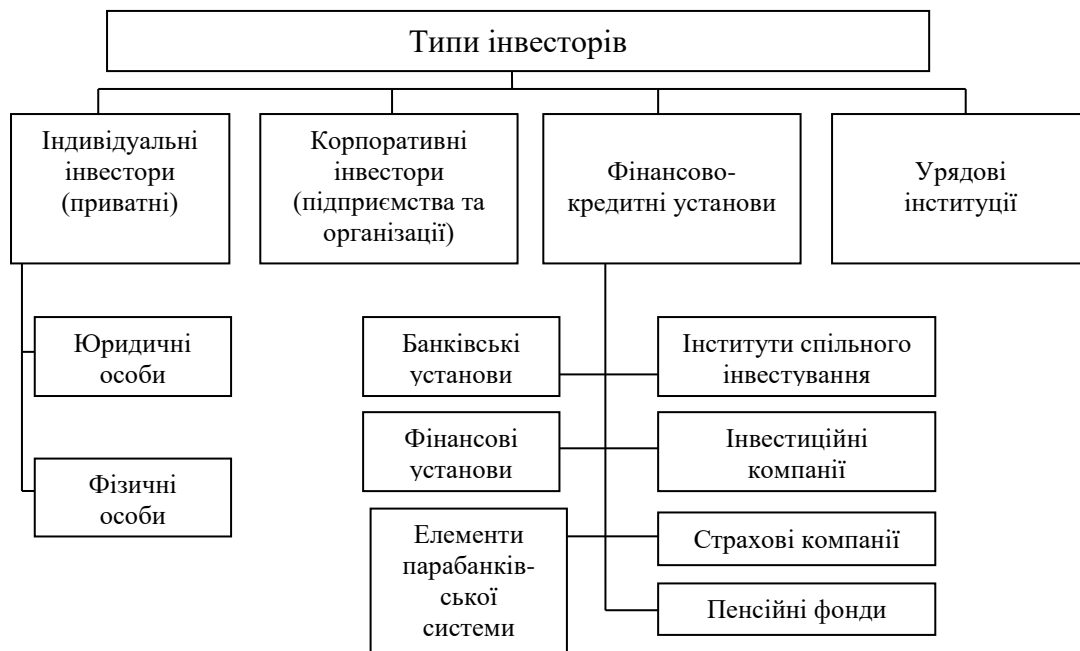 Типи інвесторів
Індивідуальні
інвестори
(приватні)
Корпоративні
інвестори
(підприємства та
організації)
Фінансово-
кредитні установи
Урядові
інституції
Юридичні
особи
Фізичні
особи
Банківські
установи
Фінансові
установи
Елементи
парабанків-
ської
системи
Інститути спільного
інвестування
Інвестиційні
компанії
Страхові компанії
Пенсійні фонди